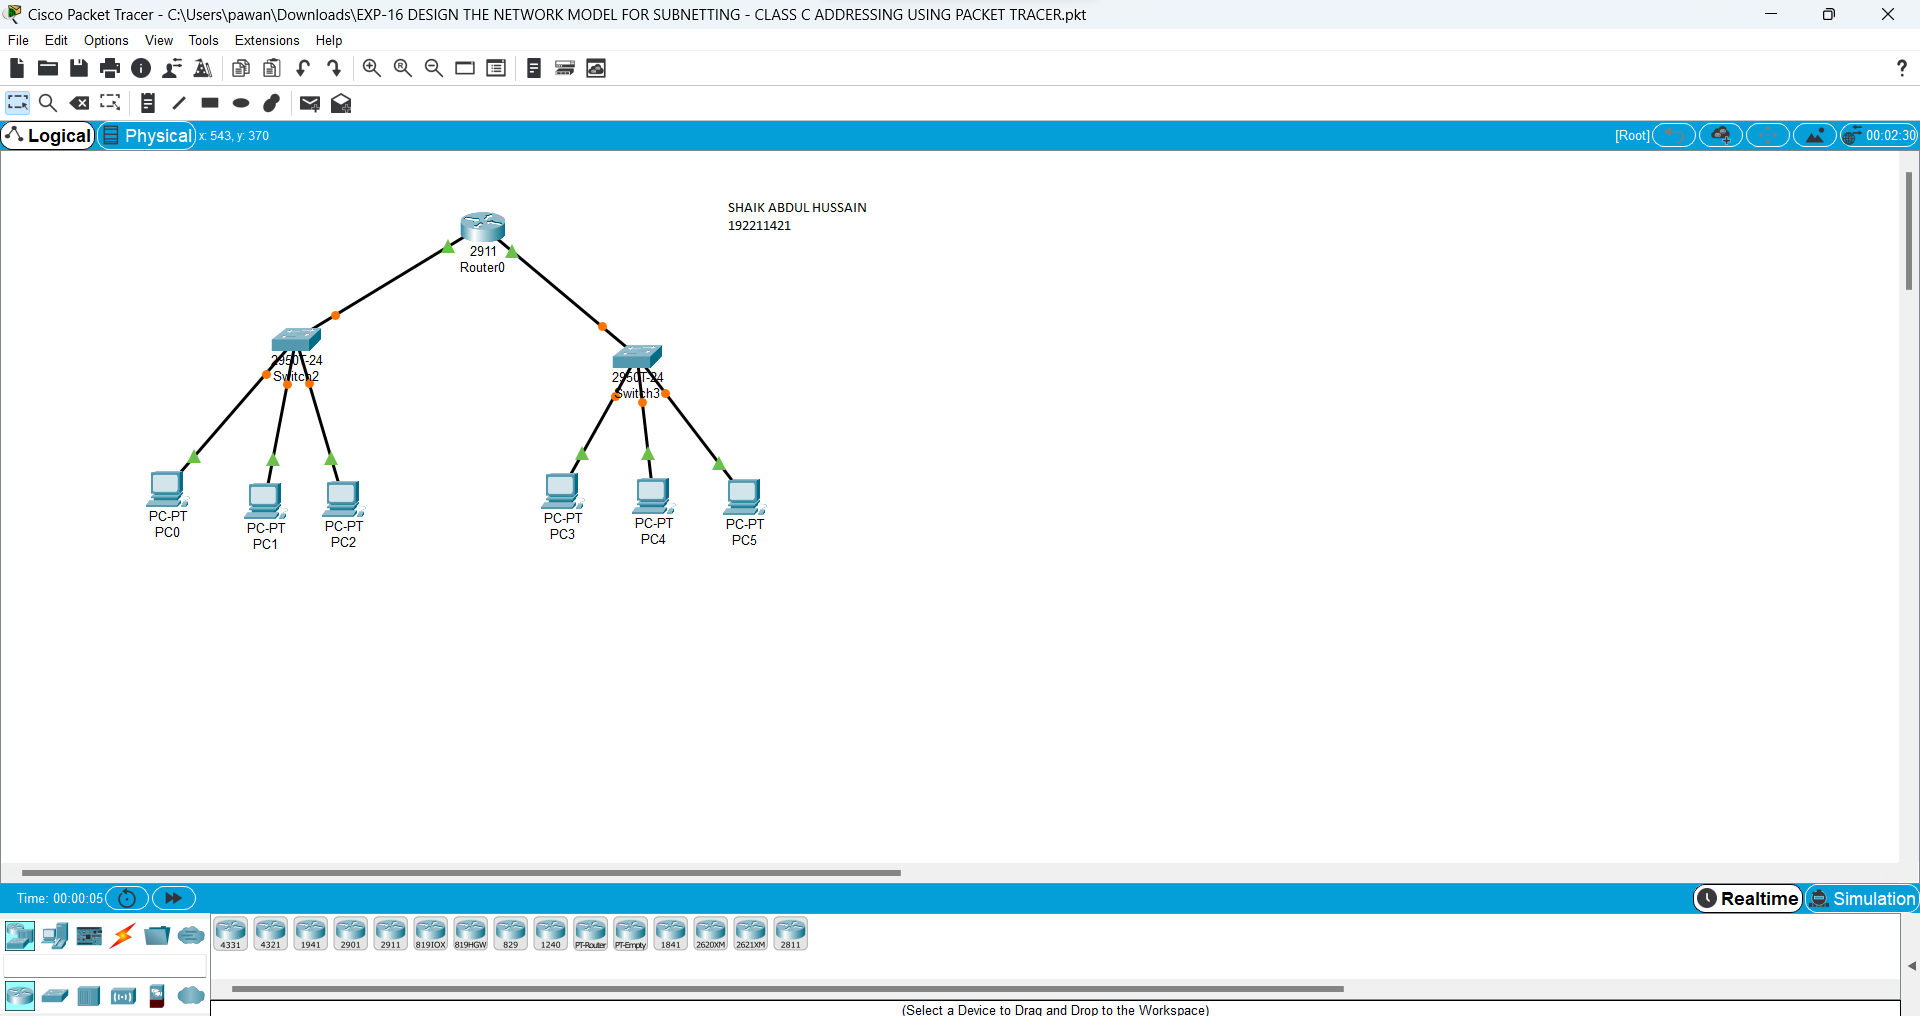 Cisco Packet Tracer - C:\Users\pawan\Downloads\EXP-16 DESIGN THE NETWORK MODEL FOR SUBNETTING - CLASS C ADDRESSING USING PACKET TRACER.pkt
File Edit Options View Tools Extensions Help
Logical Physical x: 543, y: 370 [Root] 00:02:30
SHAIK ABDUL HUSSAIN
192211421
2911
Router0
2950T-24
Switch2
2950T-24
Switch3
PC-PT
PC0
PC-PT
PC1
PC-PT
PC2
PC-PT
PC3
PC-PT
PC4
PC-PT
PC5
Time: 00:00:05 Realtime Simulation
4331 4321 1941 2901 2911 819IOX 819HGW 829 1240 PT-Router PT-Empty 1841 2620XM 2621XM 2811
(Select a Device to Drag and Drop to the Workspace)